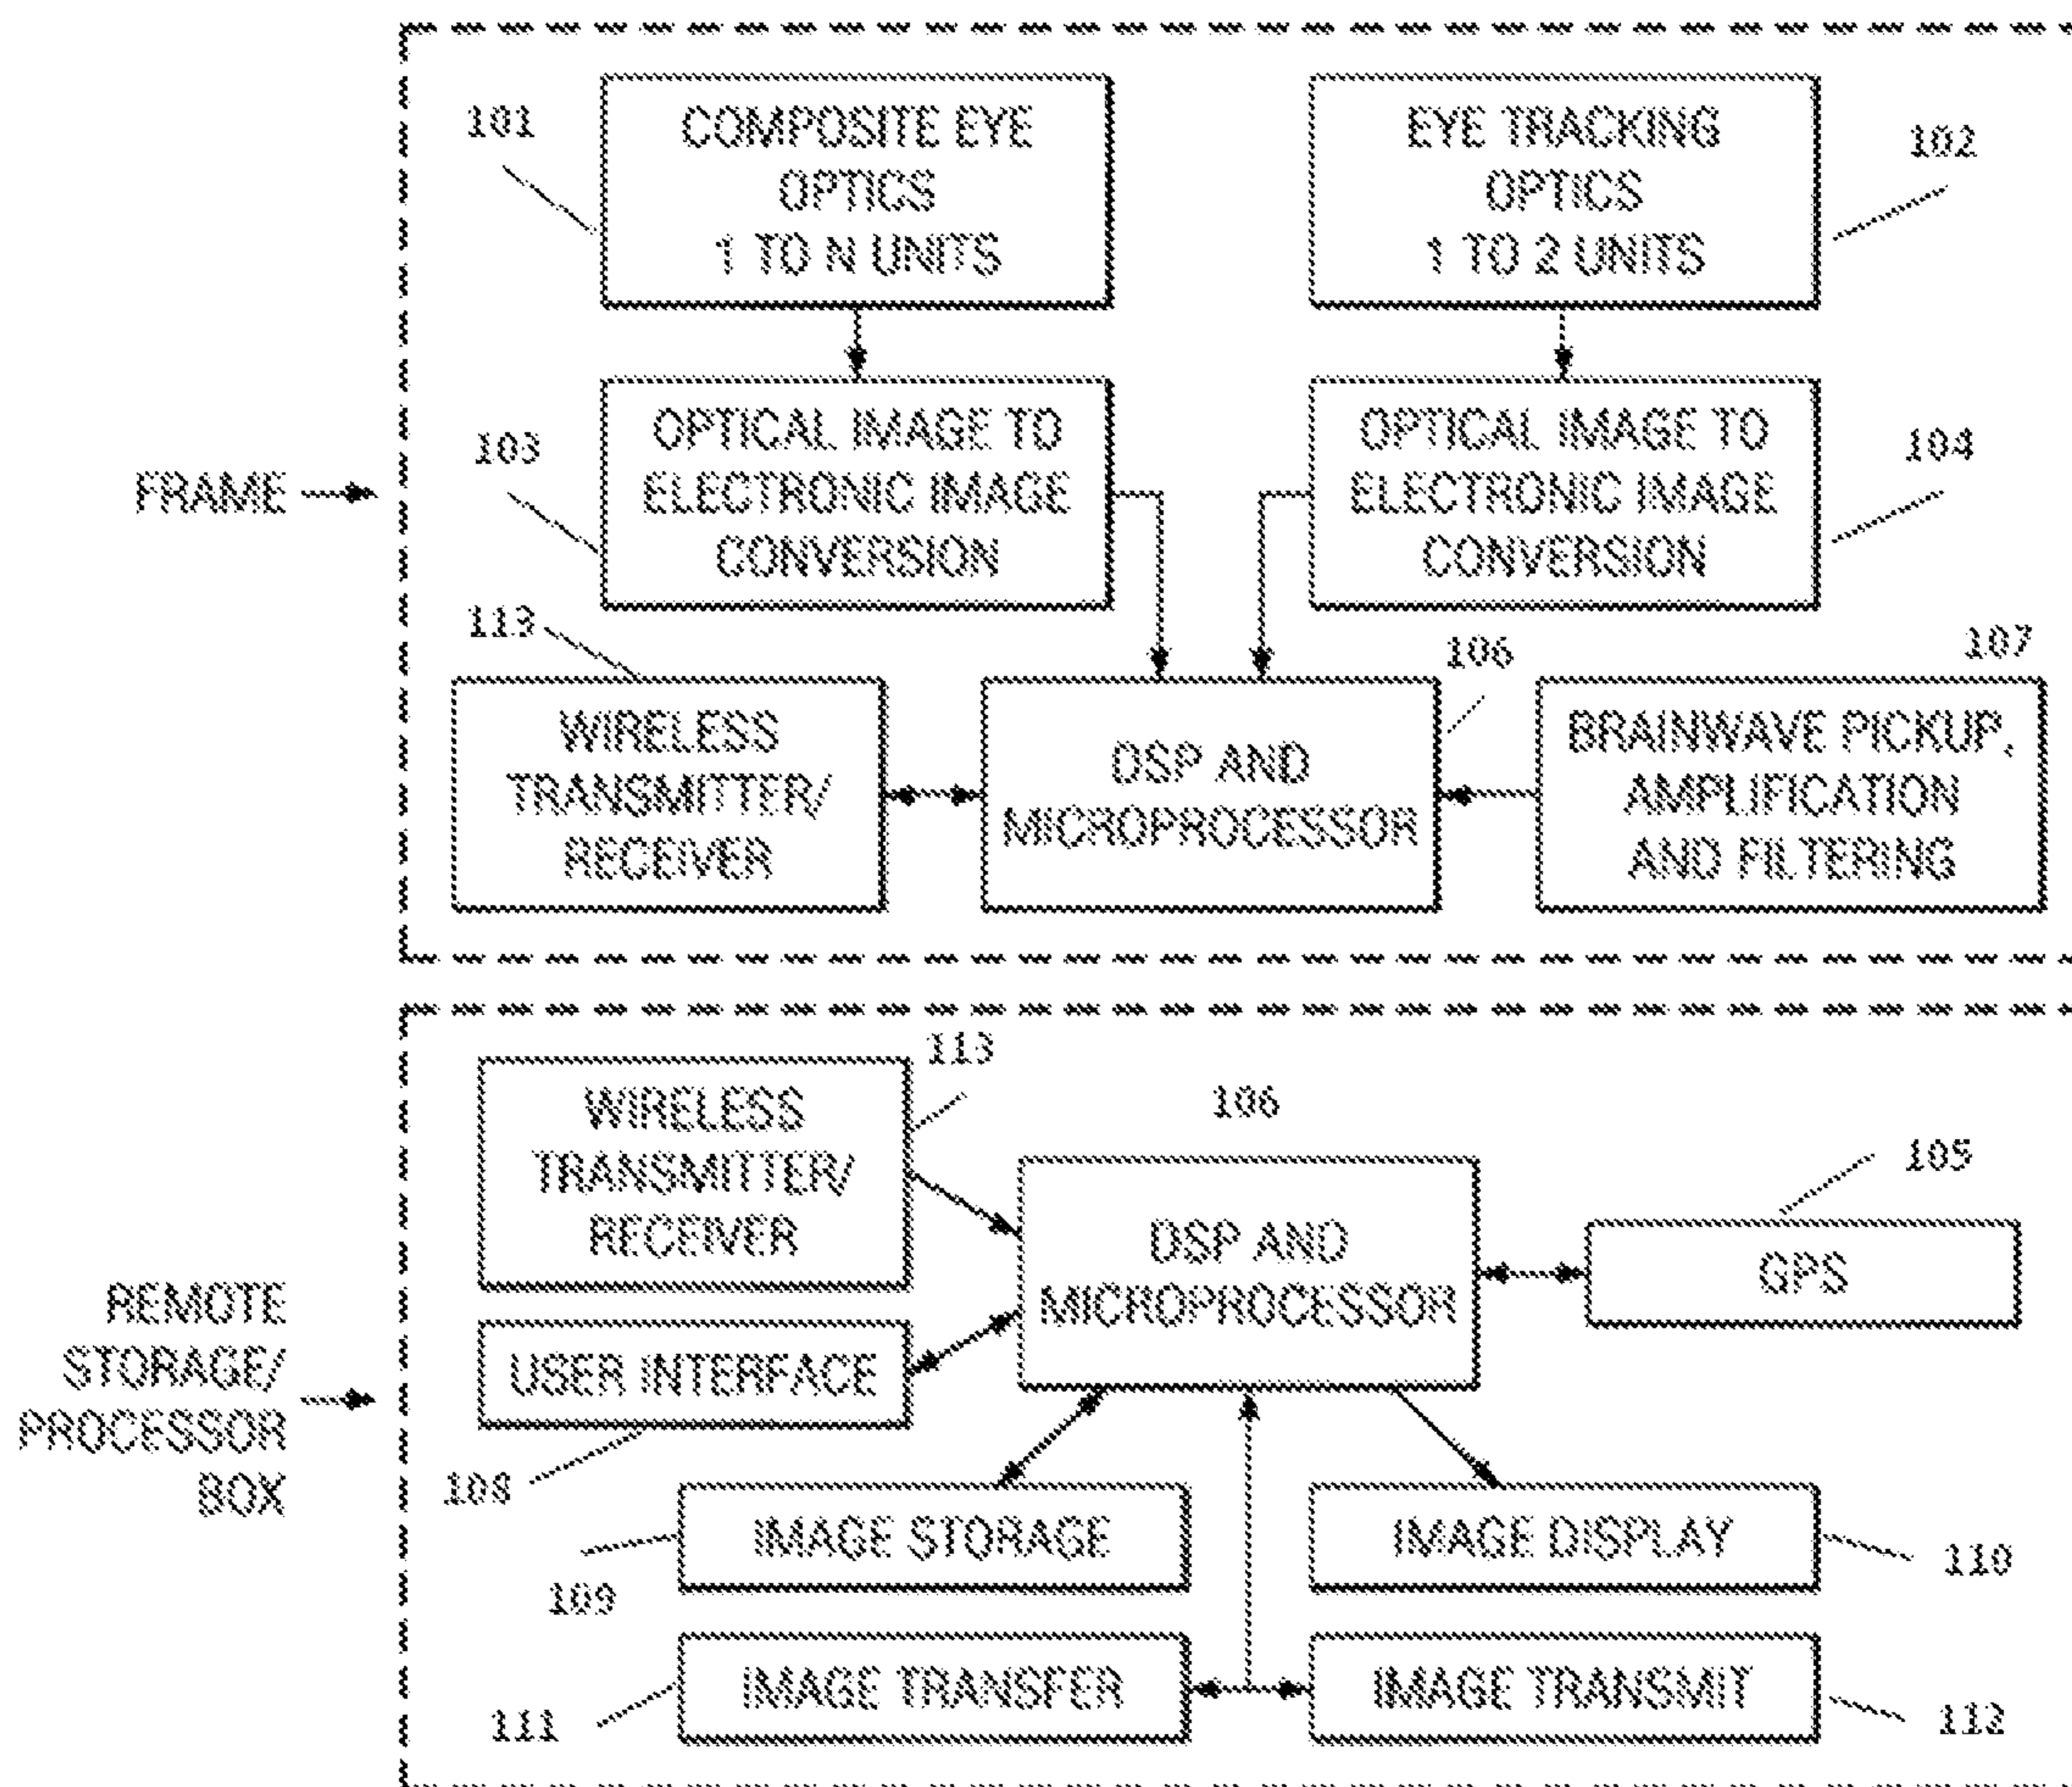 101
COMPOSITE EYE
OPTICS
1 TO N UNITS
EYE TRACKING
OPTICS
1 TO 2 UNITS
102
FRAME
103
OPTICAL IMAGE TO
ELECTRONIC IMAGE
CONVERSION
OPTICAL IMAGE TO
ELECTRONIC IMAGE
CONVERSION
104
113
WIRELESS
TRANSMITTER/
RECEIVER
106
DSP AND
MICROPROCESSOR
107
BRAINWAVE PICKUP,
AMPLIFICATION
AND FILTERING
REMOTE
STORAGE/
PROCESSOR
BOX
113
WIRELESS
TRANSMITTER/
RECEIVER
106
DSP AND
MICROPROCESSOR
105
GPS
USER INTERFACE
108
IMAGE STORAGE
109
IMAGE DISPLAY
110
IMAGE TRANSFER
111
IMAGE TRANSMIT
112